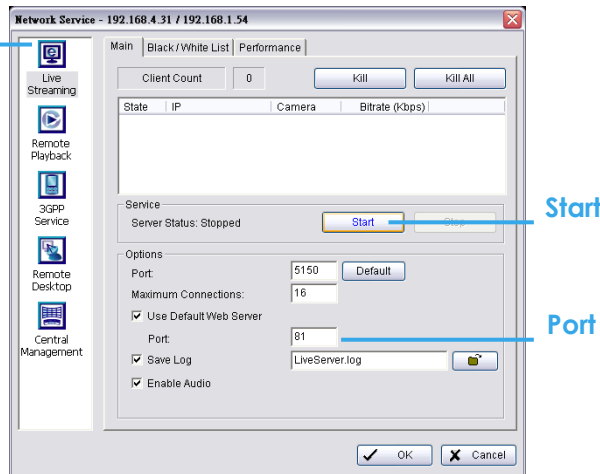 Network Service - 192.168.4.31 / 192.168.1.54
Live Streaming
Remote Playback
3GPP Service
Remote Desktop
Central Management
Main
Black / White List
Performance
Client Count
0
Kill
Kill All
State
IP
Camera
Bitrate (Kbps)
Service
Server Status: Stopped
Start
Stop
Start
Options
Port:
5150
Default
Maximum Connections:
16
Use Default Web Server
Port:
81
Port
Save Log
LiveServer.log
Enable Audio
OK
Cancel